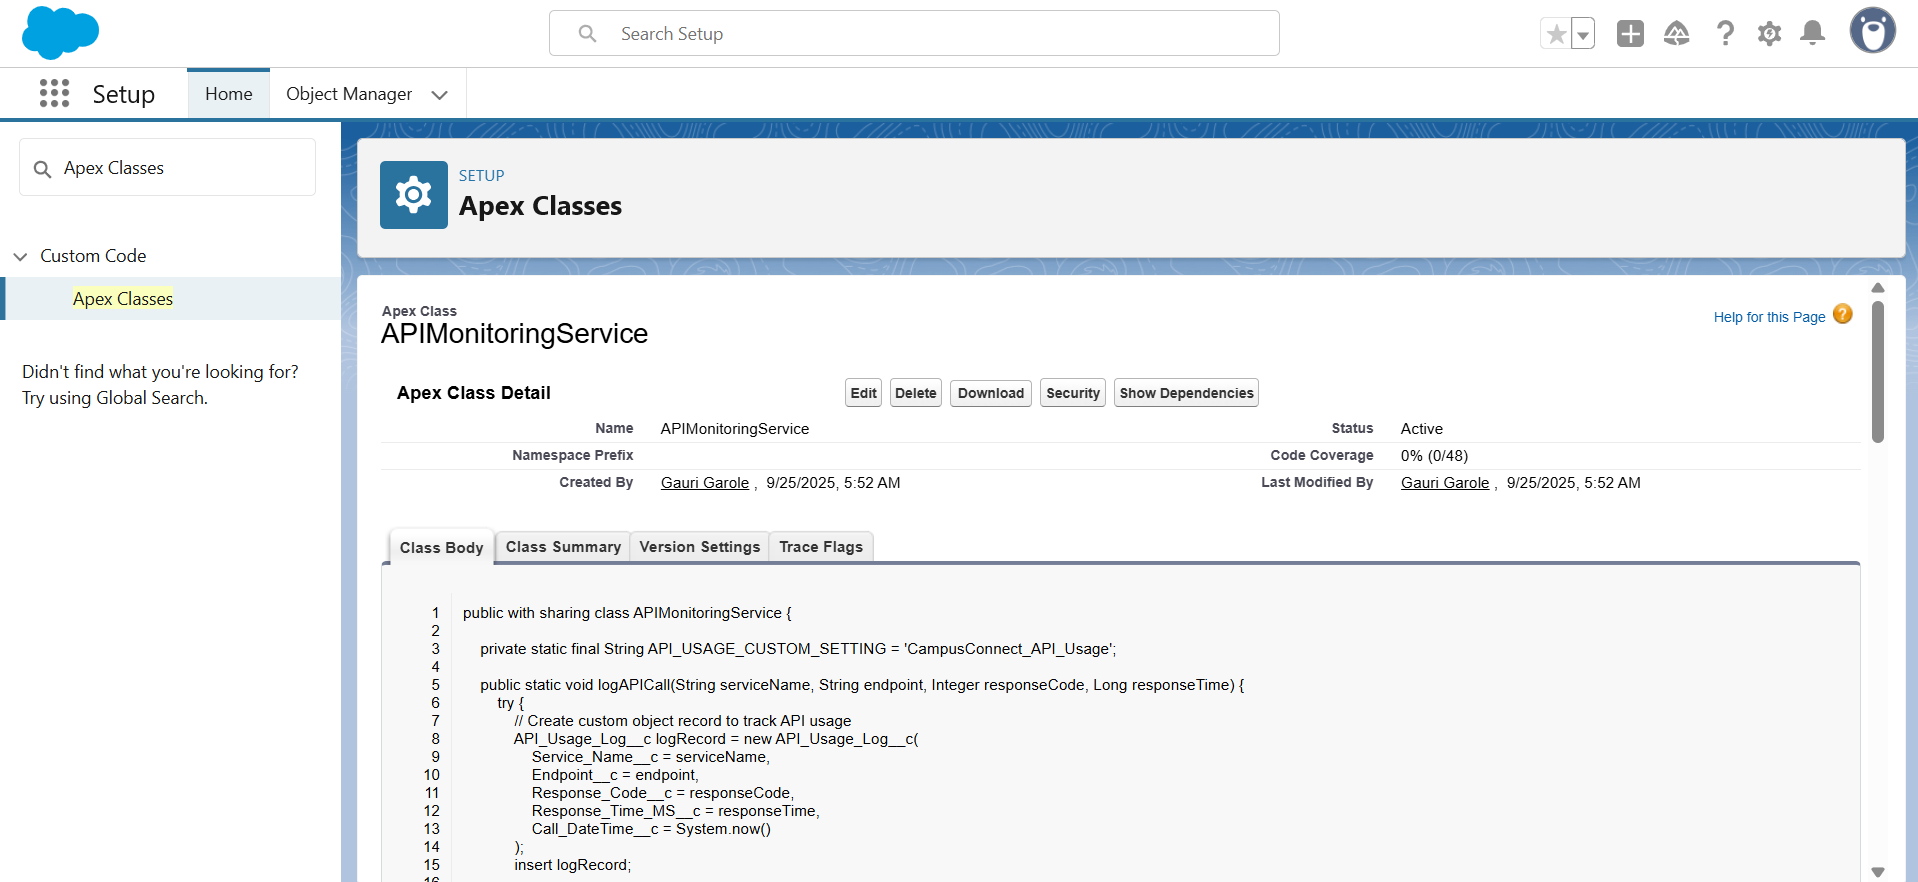 Search Setup
Setup
Home
Object Manager
Apex Classes
Custom Code
Apex Classes
Didn't find what you're looking for?
Try using Global Search.
SETUP
Apex Classes
Apex Class
APIMonitoringService
Help for this Page ?
Apex Class Detail
Edit Delete Download Security Show Dependencies
Name APIMonitoringService Status Active
Namespace Prefix Code Coverage 0% (0/48)
Created By Gauri Garole , 9/25/2025, 5:52 AM Last Modified By Gauri Garole , 9/25/2025, 5:52 AM
Class Body Class Summary Version Settings Trace Flags
1 public with sharing class APIMonitoringService {
2
3 private static final String API_USAGE_CUSTOM_SETTING = 'CampusConnect_API_Usage';
4
5 public static void logAPICall(String serviceName, String endpoint, Integer responseCode, Long responseTime) {
6 try {
7 // Create custom object record to track API usage
8 API_Usage_Log__c logRecord = new API_Usage_Log__c(
9 Service_Name__c = serviceName,
10 Endpoint__c = endpoint,
11 Response_Code__c = responseCode,
12 Response_Time_MS__c = responseTime,
13 Call_DateTime__c = System.now()
14 );
15 insert logRecord;
16